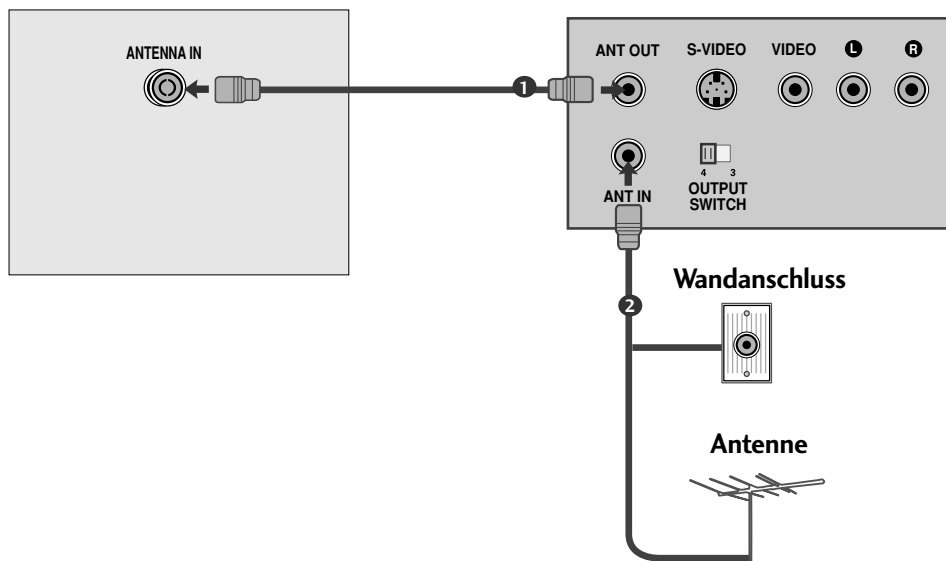 ANTENNA IN
1
ANT OUT
S-VIDEO
VIDEO
L
R
ANT IN
4 3
OUTPUT
SWITCH
2
Wandanschluss
Antenne